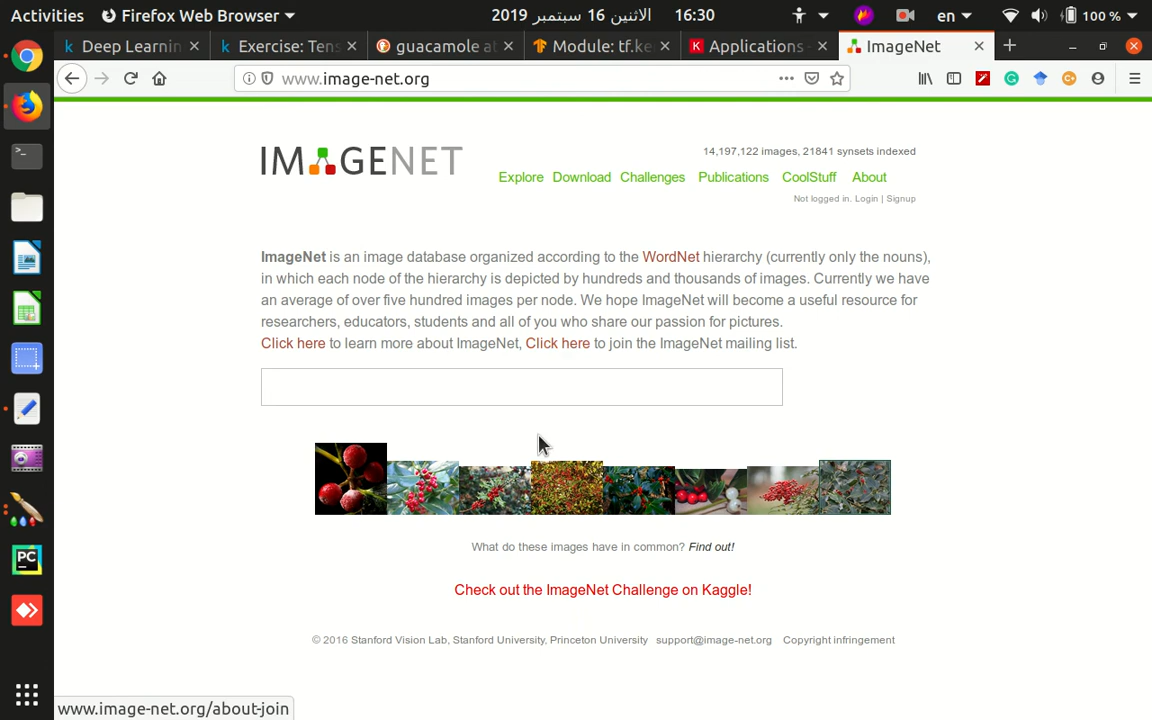 Activities Firefox Web Browser 2019 الاثنين 16 سبتمبر 16:30 en 100 %
k Deep Learnin k Exercise: Tens guacamole at Module: tf.ke K Applications - ImageNet
www.image-net.org
IMAGENET
14,197,122 images, 21841 synsets indexed
Explore Download Challenges Publications CoolStuff About
Not logged in. Login | Signup
ImageNet is an image database organized according to the WordNet hierarchy (currently only the nouns),
in which each node of the hierarchy is depicted by hundreds and thousands of images. Currently we have
an average of over five hundred images per node. We hope ImageNet will become a useful resource for
researchers, educators, students and all of you who share our passion for pictures.
Click here to learn more about ImageNet, Click here to join the ImageNet mailing list.
What do these images have in common? Find out!
Check out the ImageNet Challenge on Kaggle!
© 2016 Stanford Vision Lab, Stanford University, Princeton University support@image-net.org Copyright infringement
PC
www.image-net.org/about-join